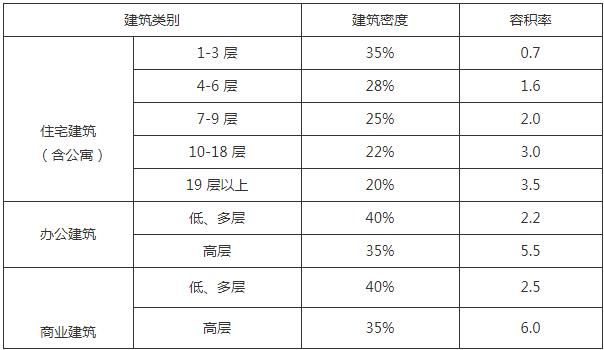 建筑类别 建筑密度 容积率
住宅建筑
（含公寓）
1-3 层 35% 0.7
4-6 层 28% 1.6
7-9 层 25% 2.0
10-18 层 22% 3.0
19 层以上 20% 3.5
办公建筑
低、多层 40% 2.2
高层 35% 5.5
商业建筑
低、多层 40% 2.5
高层 35% 6.0